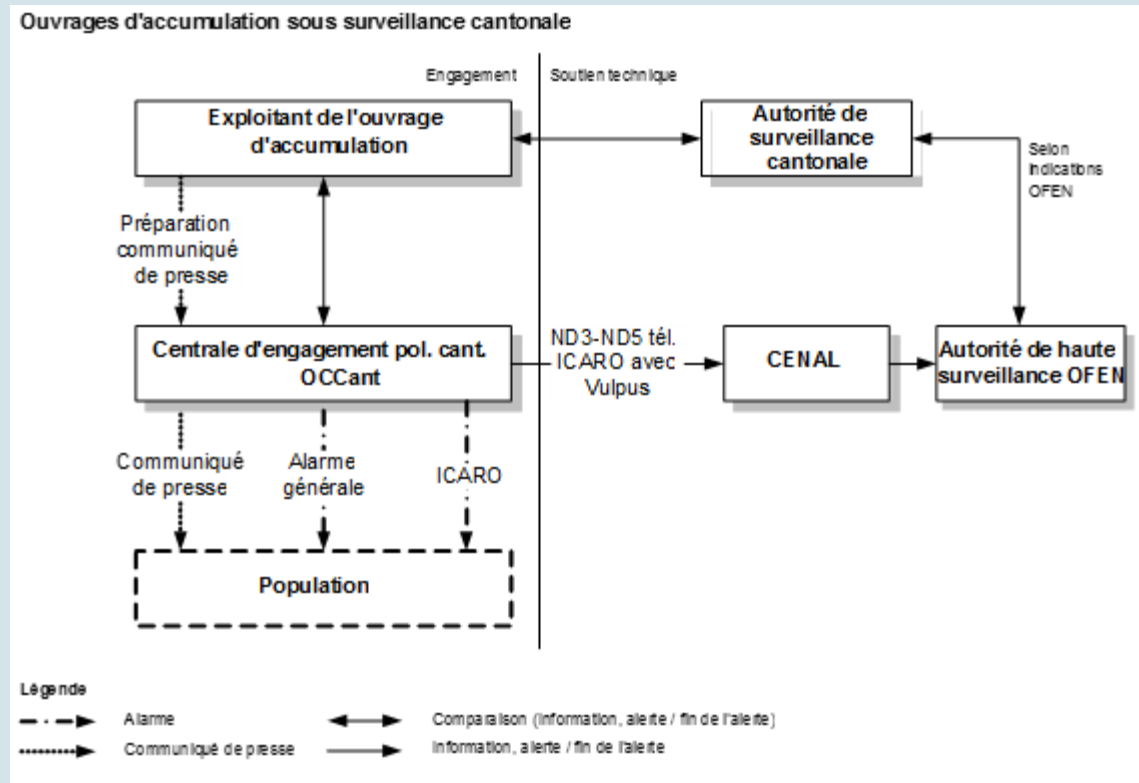 Ouvrages d'accumulation sous surveillance cantonale
Engagement
Soutien technique
Exploitant de l'ouvrage
d'accumulation
Autorité de
surveillance
cantonale
Selon
indications
OFEN
Préparation
communiqué
de presse
Centrale d'engagement pol. cant.
OCCant
ND3-ND5 tél.
ICARO avec
Vulpus
CENAL
Autorité de haute
surveillance OFEN
Communiqué
de presse
Alarme
générale
ICARO
Population
Légende
Alarme
Comparaison (information, alerte / fin de l'alerte)
Communiqué de presse
Information, alerte / fin de l'alerte